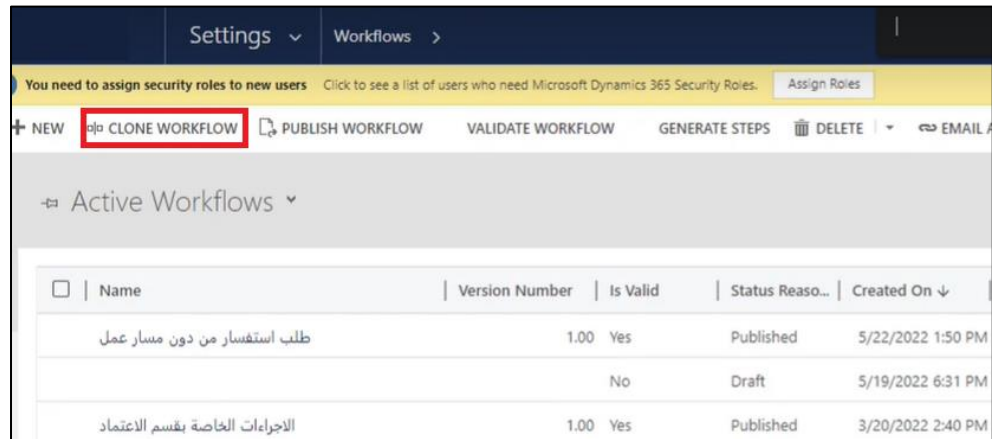 Settings Workflows >
You need to assign security roles to new users Click to see a list of users who need Microsoft Dynamics 365 Security Roles. Assign Roles
+ NEW CLONE WORKFLOW PUBLISH WORKFLOW VALIDATE WORKFLOW GENERATE STEPS DELETE EMAIL A
Active Workflows
Name Version Number Is Valid Status Reaso... Created On ↓
طلب استفسار من دون مسار عمل 1.00 Yes Published 5/22/2022 1:50 PM
No Draft 5/19/2022 6:31 PM
الاجراءات الخاصة بقسم الاعتماد 1.00 Yes Published 3/20/2022 2:40 PM